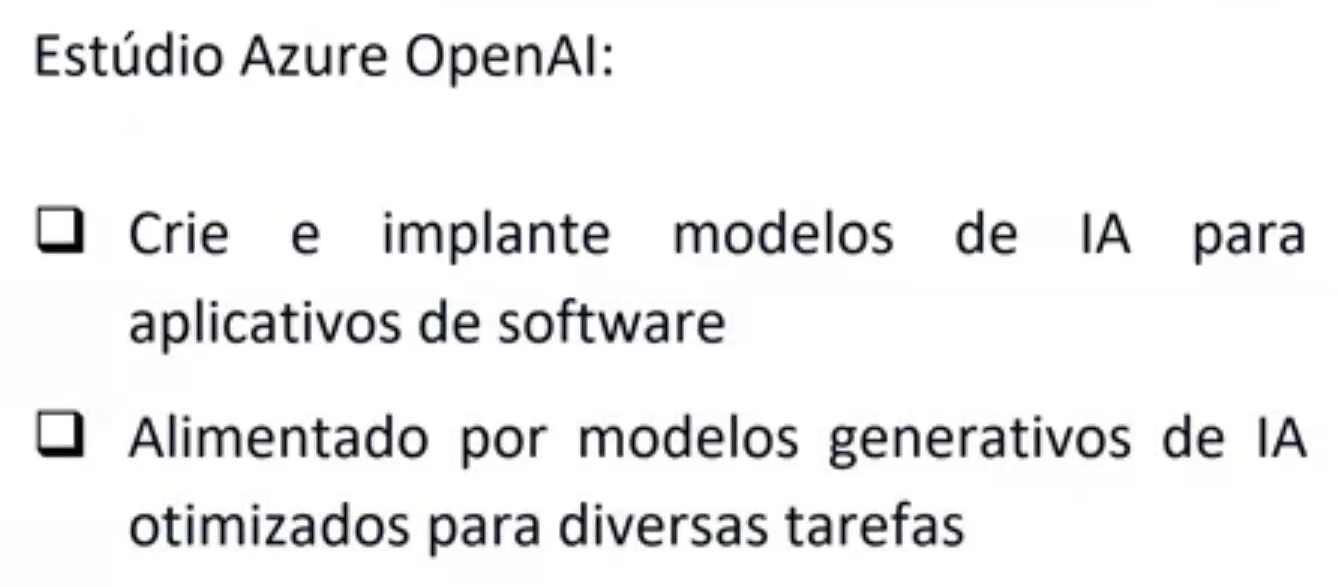 Estúdio Azure OpenAI:
❑ Crie e implante modelos de IA para
aplicativos de software
❑ Alimentado por modelos generativos de IA
otimizados para diversas tarefas